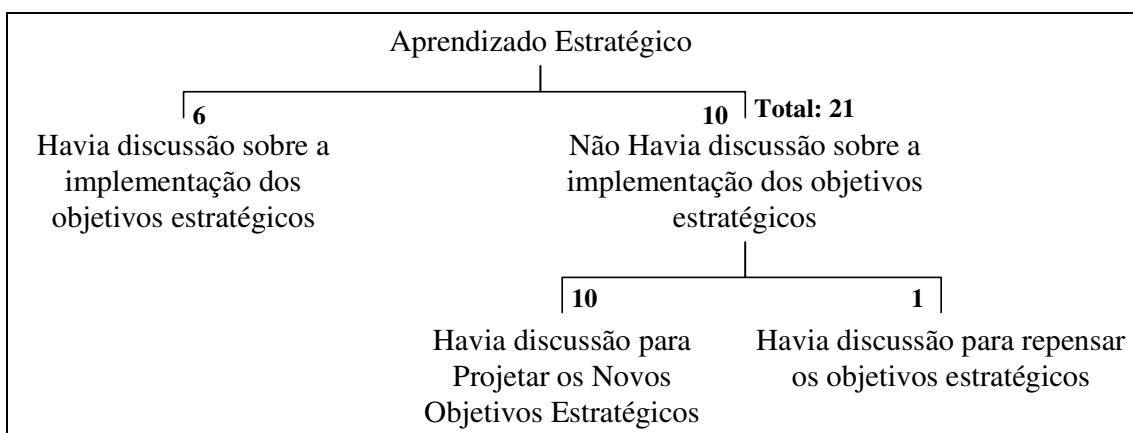 Aprendizado Estratégico
6
10 Total: 21
Havia discussão sobre a
implementação dos
objetivos estratégicos
Não Havia discussão sobre a
implementação dos objetivos
estratégicos
10
1
Havia discussão para
Projetar os Novos
Objetivos Estratégicos
Havia discussão para repensar
os objetivos estratégicos